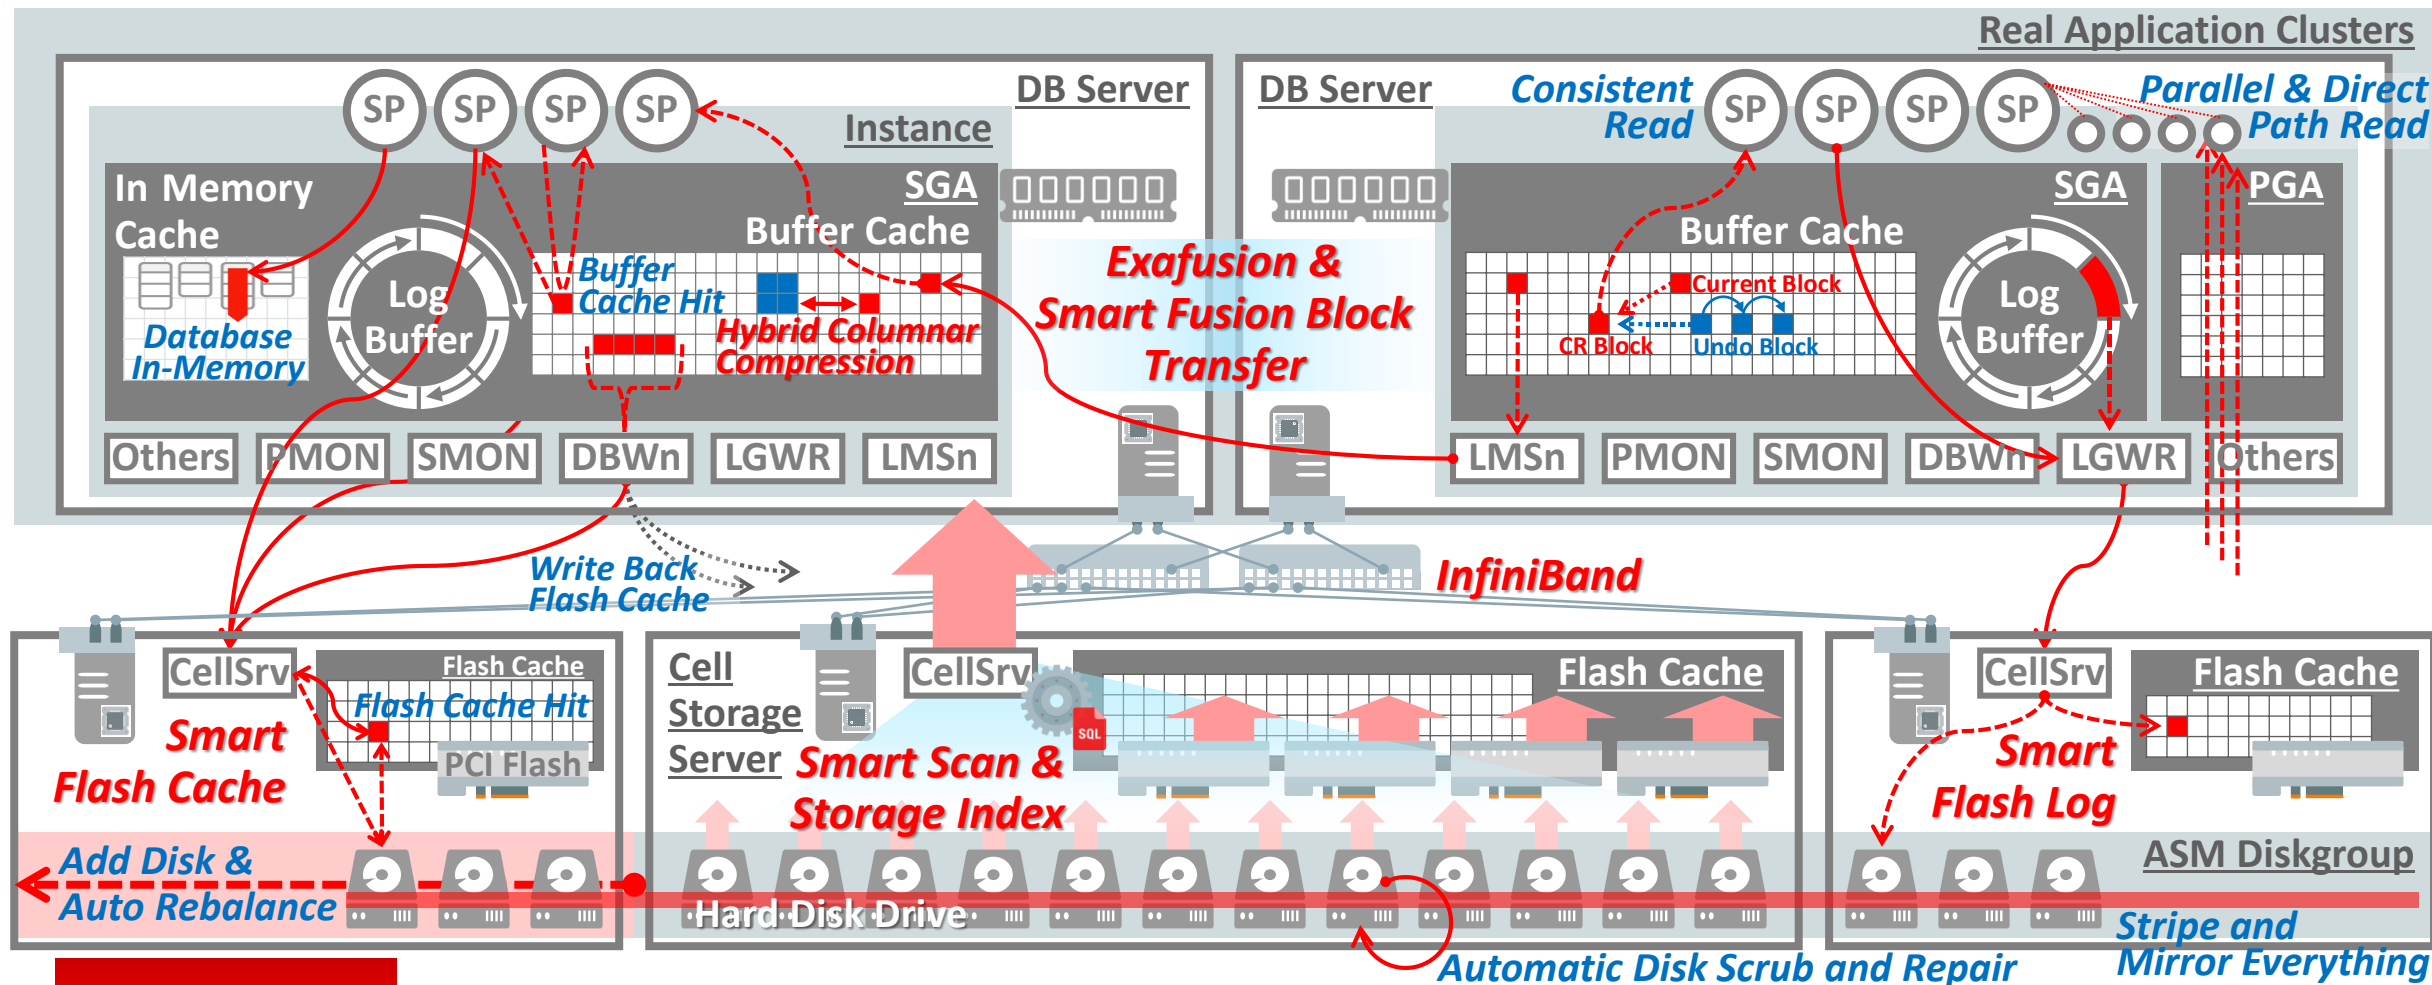 Real Application Clusters
DB Server
Instance
SP
SP
SP
SP
In Memory
Cache
SGA
Buffer Cache
Log
Buffer
Buffer
Cache Hit
Hybrid Columnar
Compression
Database
In-Memory
Others
PMON
SMON
DBWn
LGWR
LMSn
Exafusion &
Smart Fusion Block
Transfer
DB Server
Consistent
Read
SP
SP
SP
SP
Parallel & Direct
Path Read
SGA
PGA
Buffer Cache
Current Block
CR Block
Undo Block
Log
Buffer
LMSn
PMON
SMON
DBWn
LGWR
Others
Write Back
Flash Cache
InfiniBand
CellSrv
Flash Cache
Flash Cache Hit
PCI Flash
Smart
Flash Cache
Add Disk &
Auto Rebalance
Cell
Storage
Server
CellSrv
SQL
Flash Cache
Smart Scan &
Storage Index
Hard Disk Drive
Automatic Disk Scrub and Repair
CellSrv
Flash Cache
Smart
Flash Log
ASM Diskgroup
Stripe and
Mirror Everything